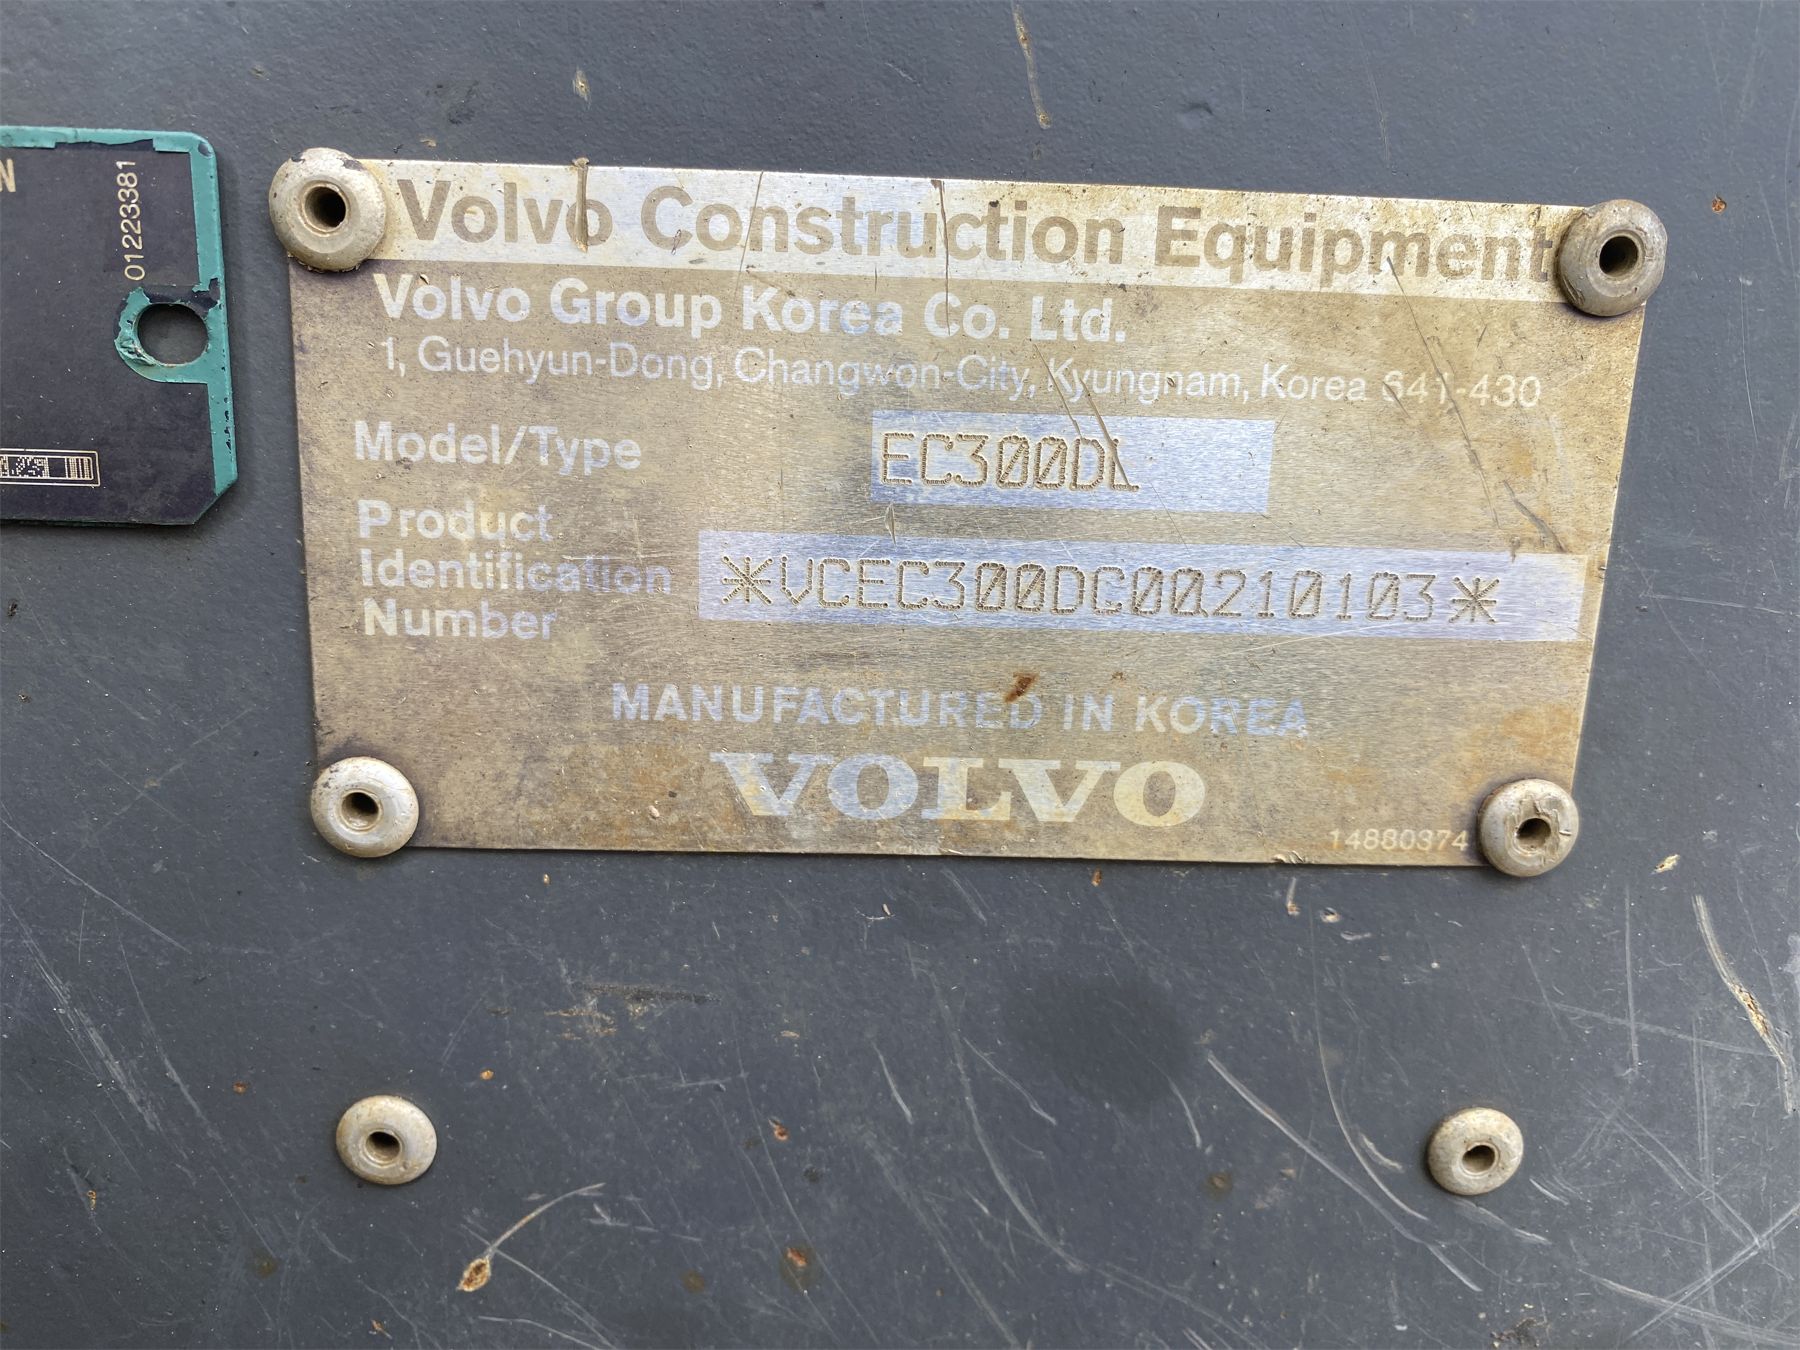 N
01223381
Volvo Construction Equipment
Volvo Group Korea Co. Ltd.
1, Guehyun-Dong, Changwon-City, Kyungnam, Korea 641-430
Model/Type EC300DL
Product
Identification *VCEC300DC00210103*
Number
MANUFACTURED IN KOREA
VOLVO
14880374